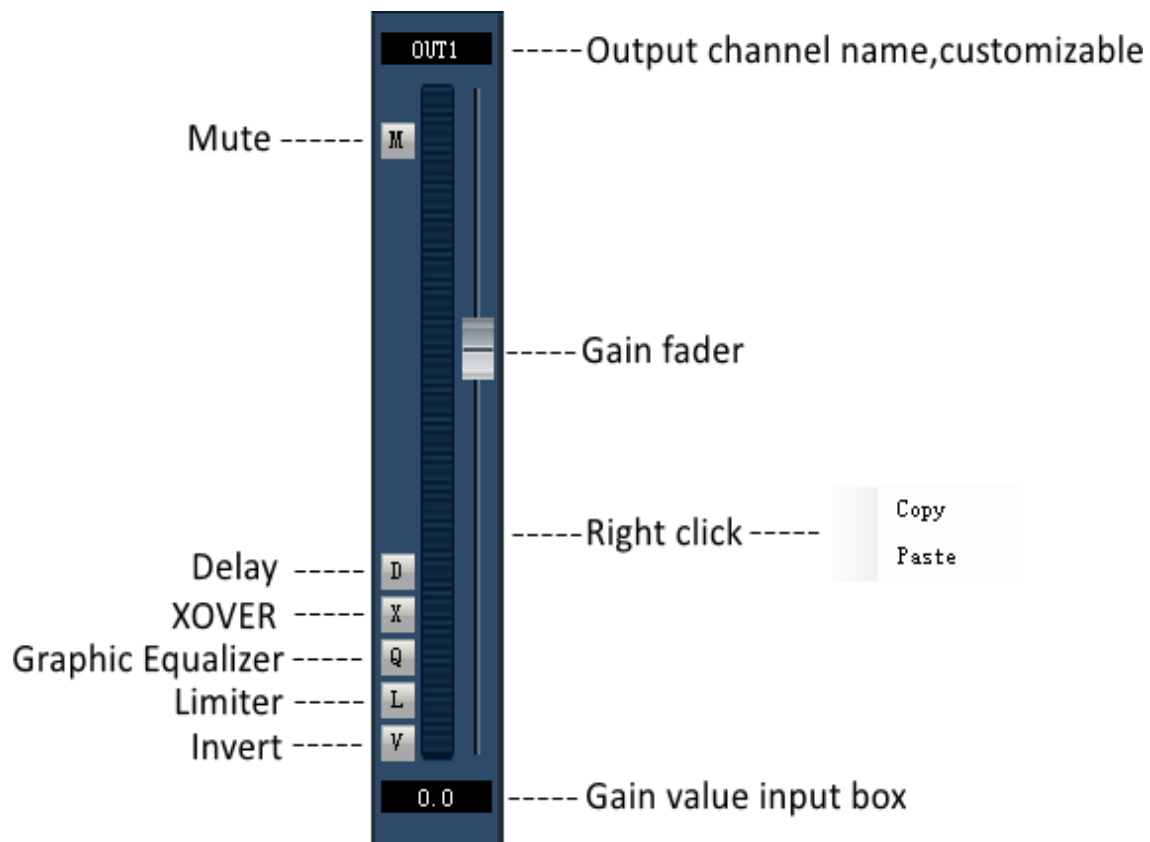 OUT1 -----Output channel name,customizable
Mute ------ M
-----Gain fader
-----Right click----- Copy
Paste
Delay ----- D
XOVER ----- X
Graphic Equalizer ----- Q
Limiter ----- L
Invert ----- V
0.0 -----Gain value input box